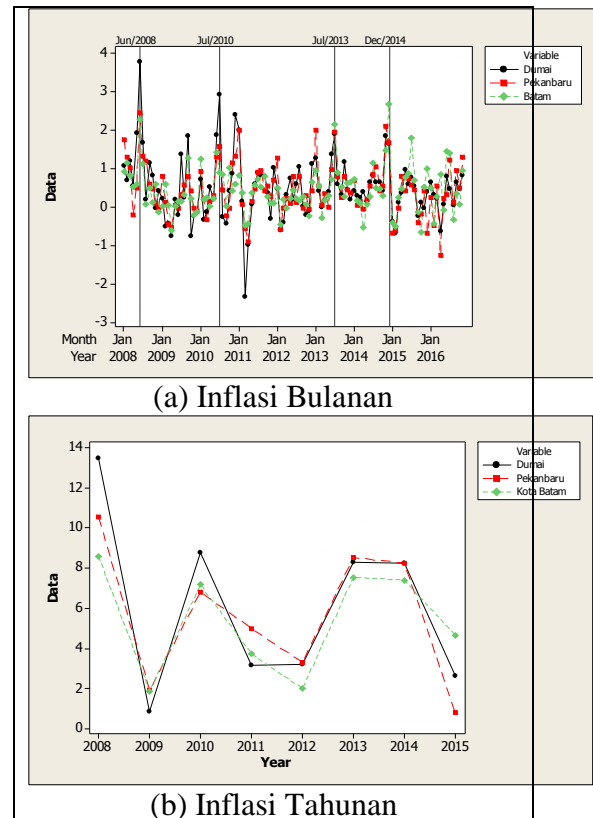 Jun/2008 Jul/2010 Jul/2013 Dec/2014
Variable
Dumai
Pekanbaru
Batam
4
3
2
1
0
-1
-2
-3
Data
Month Jan Jan Jan Jan Jan Jan Jan Jan Jan
Year 2008 2009 2010 2011 2012 2013 2014 2015 2016
(a) Inflasi Bulanan
Variable
Dumai
Pekanbaru
Kota Batam
14
12
10
8
6
4
2
0
Data
2008 2009 2010 2011 2012 2013 2014 2015
Year
(b) Inflasi Tahunan